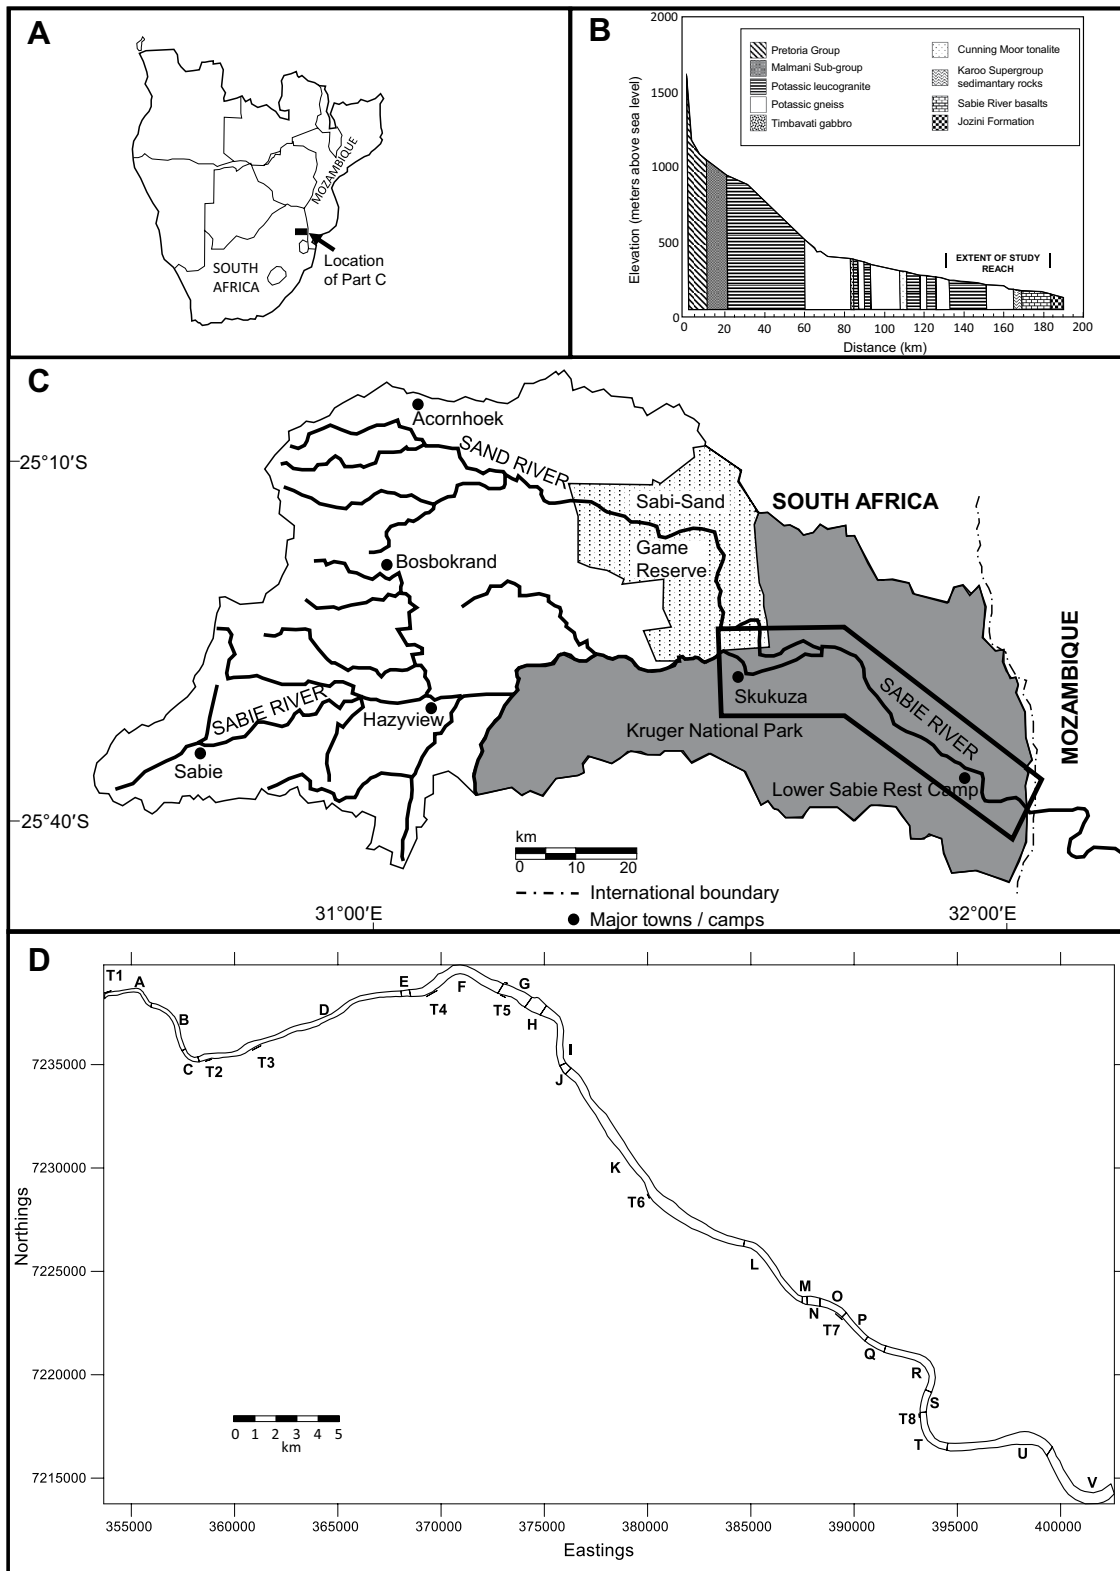 A
MOZAMBIQUE
SOUTH
AFRICA
Location
of Part C
B
2000
1500
1000
500
0
Elevation (meters above sea level)
Pretoria Group
Malmani Sub-group
Potassic leucogranite
Potassic gneiss
Timbavati gabbro
Cunning Moor tonalite
Karoo Supergroup
sedimentary rocks
Sabie River basalts
Jozini Formation
EXTENT OF STUDY
REACH
0 20 40 60 80 100 120 140 160 180 200
Distance (km)
C
25°10′S
25°40′S
Acornhoek
SAND RIVER
Sabi-Sand
Game
Reserve
SOUTH AFRICA
Bosbokrand
MOZAMBIQUE
SABIE RIVER
Hazyview
Sabie
Skukuza
SABIE RIVER
Kruger National Park
Lower Sabie Rest Camp
km
0 10 20
International boundary
Major towns / camps
31°00′E
32°00′E
D
T1 A
B
C
T2
T3
D
E
T4
F
T5
G
H
I
J
K
T6
L
M
N
O
T7
P
Q
R
S
T8
T
U
V
7235000
7230000
7225000
7220000
7215000
Northings
0 1 2 3 4 5
km
355000 360000 365000 370000 375000 380000 385000 390000 395000 400000
Eastings